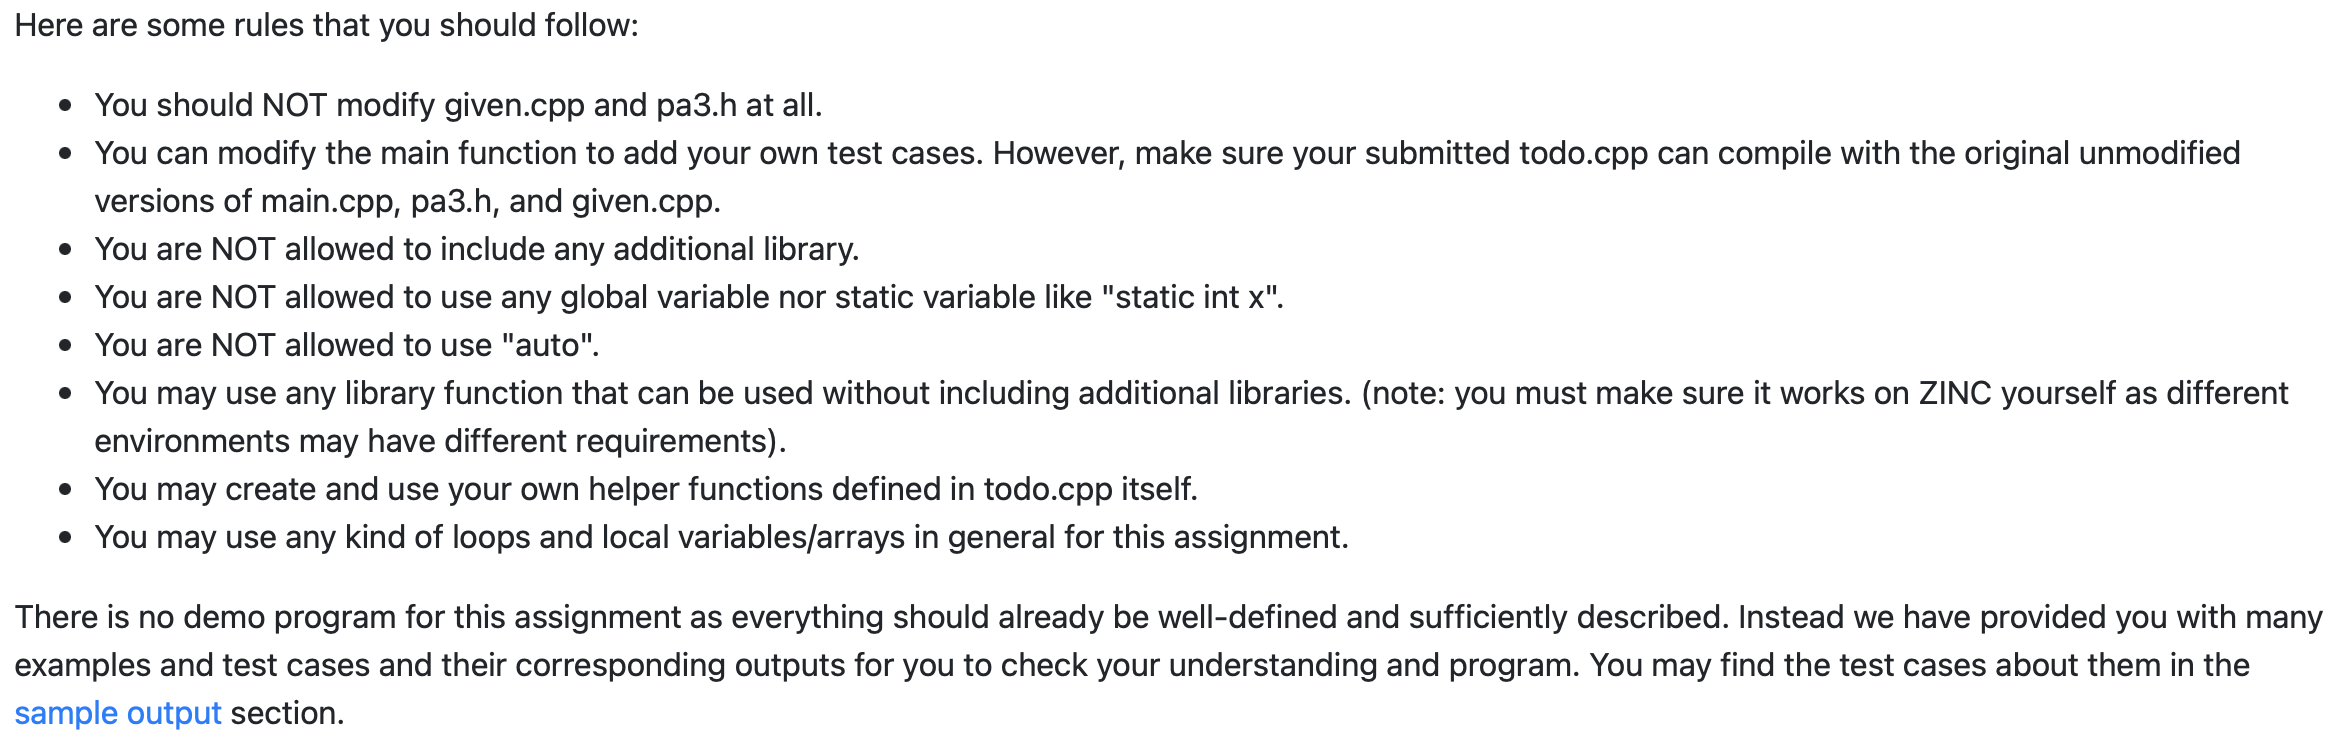 Here are some rules that you should follow:
• You should NOT modify given.cpp and pa3.h at all.
• You can modify the main function to add your own test cases. However, make sure your submitted todo.cpp can compile with the original unmodified
versions of main.cpp, pa3.h, and given.cpp.
• You are NOT allowed to include any additional library.
• You are NOT allowed to use any global variable nor static variable like "static int x".
• You are NOT allowed to use "auto".
• You may use any library function that can be used without including additional libraries. (note: you must make sure it works on ZINC yourself as different
environments may have different requirements).
• You may create and use your own helper functions defined in todo.cpp itself.
• You may use any kind of loops and local variables/arrays in general for this assignment.
There is no demo program for this assignment as everything should already be well-defined and sufficiently described. Instead we have provided you with many
examples and test cases and their corresponding outputs for you to check your understanding and program. You may find the test cases about them in the
sample output section.